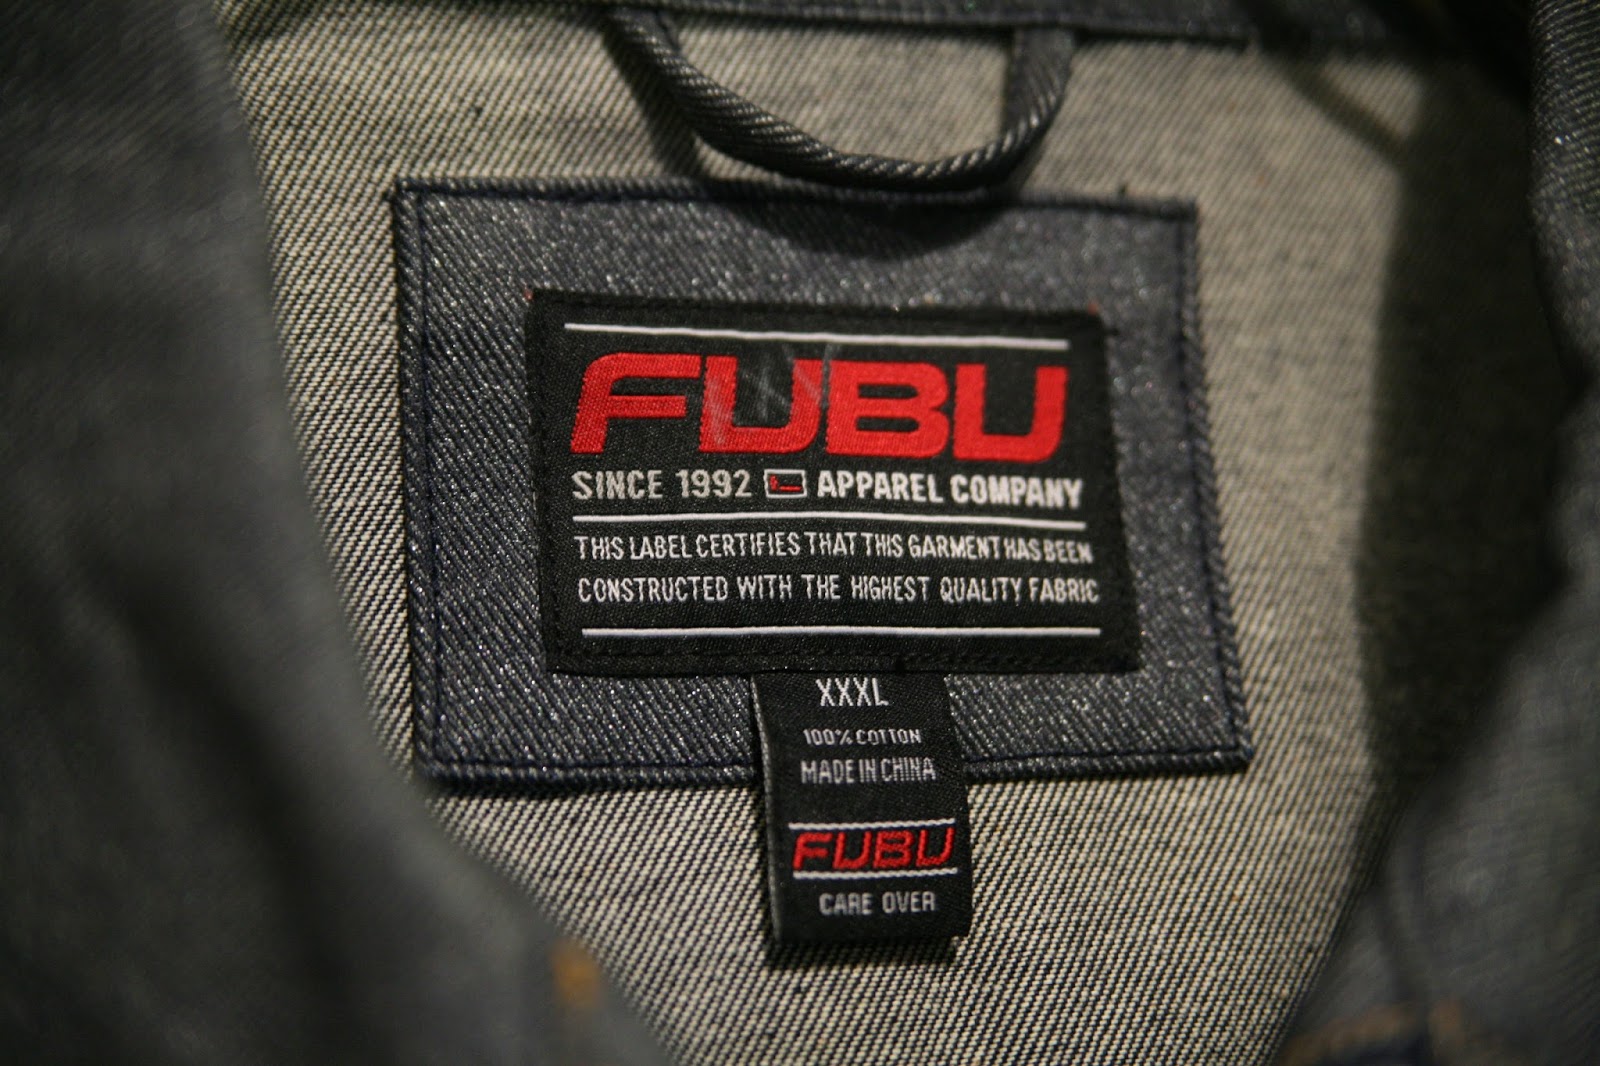 FUBU
SINCE 1992 APPAREL COMPANY
THIS LABEL CERTIFIES THAT THIS GARMENT HAS BEEN
CONSTRUCTED WITH THE HIGHEST QUALITY FABRIC
XXXL
100% COTTON
MADE IN CHINA
FUBU
CARE OVER